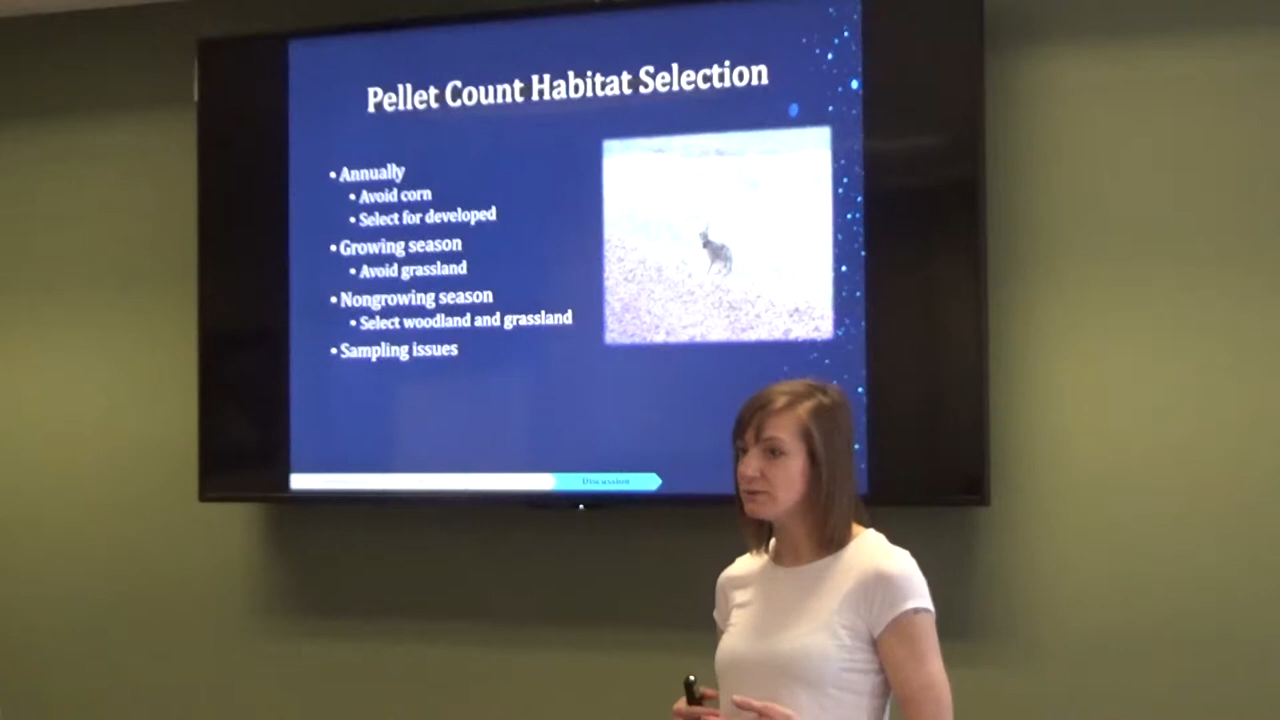 Pellet Count Habitat Selection
• Annually
• Avoid corn
• Select for developed
• Growing season
• Avoid grassland
• Nongrowing season
• Select woodland and grassland
• Sampling issues
Discussion